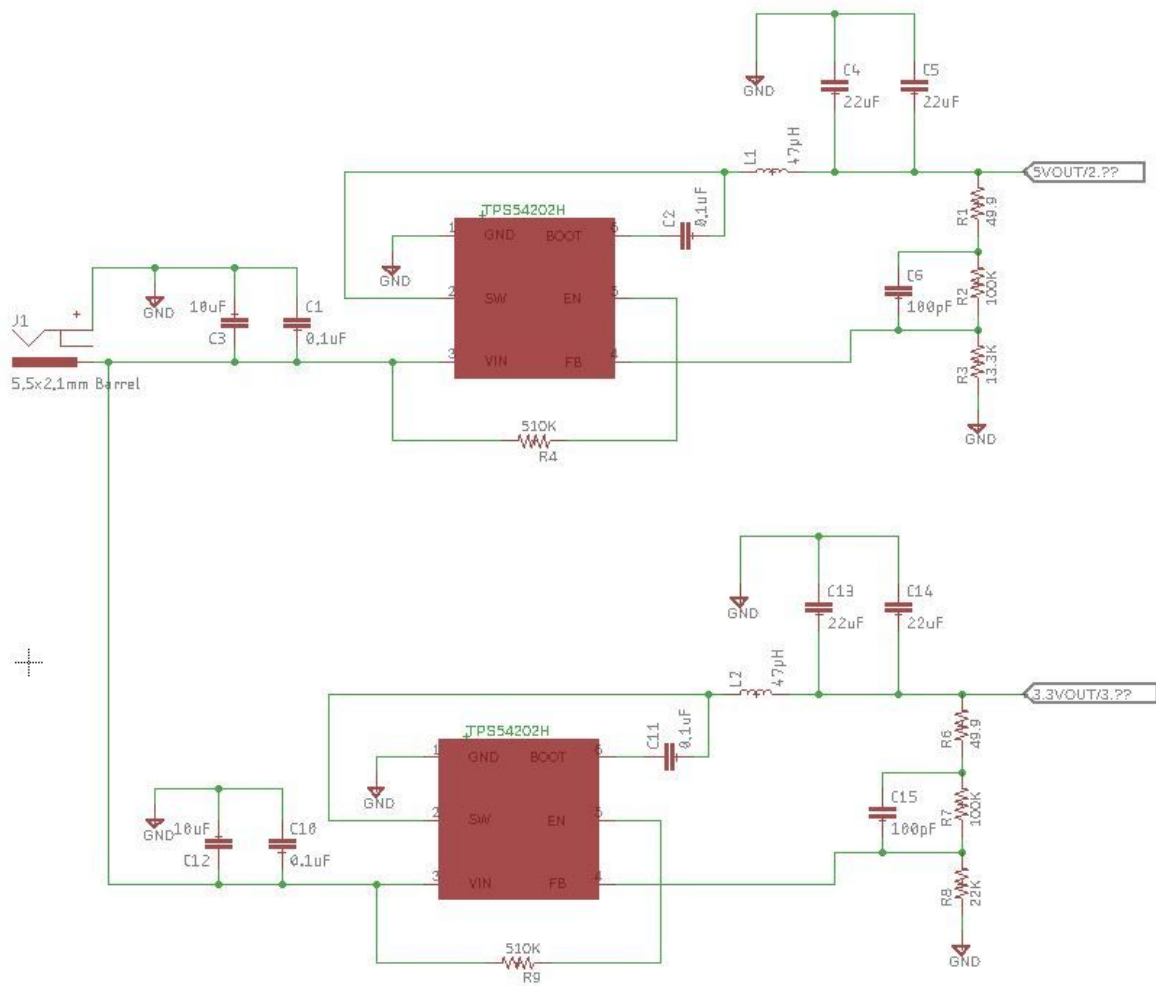 C4
22uF
C5
22uF
GND
L1
47µH
5VOUT/2.??
TPS54202H
C2
0.1uF
R1
49.9
1
GND
BOOT
6
GND
C6
100pF
R2
100K
2
SW
EN
5
GND
10uF
C3
C1
0.1uF
J1
+
5.5x2.1mm Barrel
3
VIN
FB
4
R3
13.3K
GND
510K
R4
C13
22uF
C14
22uF
GND
L2
47µH
3.3VOUT/3.??
TPS54202H
C11
0.1uF
R6
49.9
1
GND
BOOT
6
GND
C15
100pF
R7
100K
2
SW
EN
5
GND
10uF
C12
C10
0.1uF
3
VIN
FB
4
R8
22K
GND
510K
R9